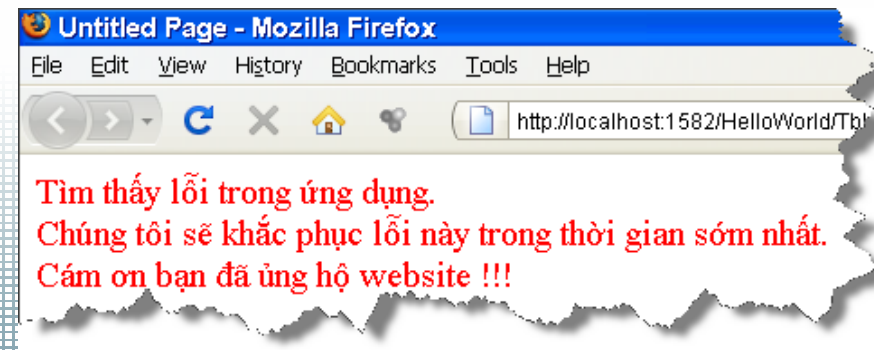 Untitled Page - Mozilla Firefox
File Edit View History Bookmarks Tools Help
http://localhost:1582/HelloWorld/
Tìm thấy lỗi trong ứng dụng.
Chúng tôi sẽ khắc phục lỗi này trong thời gian sớm nhất.
Cám ơn bạn đã ủng hộ website !!!